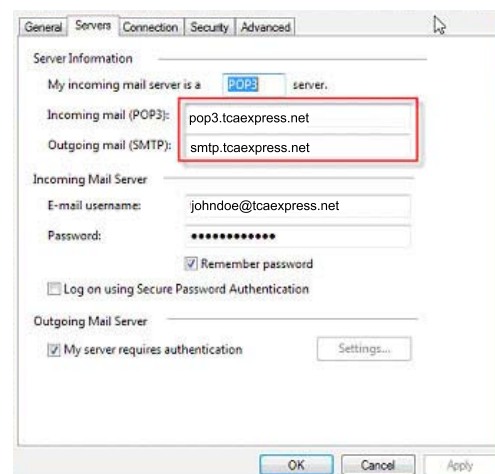 General Servers Connection Security Advanced
Server Information
My incoming mail server is a POP3 server.
Incoming mail (POP3): pop3.tcaexpress.net
Outgoing mail (SMTP): smtp.tcaexpress.net
Incoming Mail Server
E-mail username: johndoe@tcaexpress.net
Password: ••••••••••••
Remember password
Log on using Secure Password Authentication
Outgoing Mail Server
My server requires authentication Settings...
OK Cancel Apply